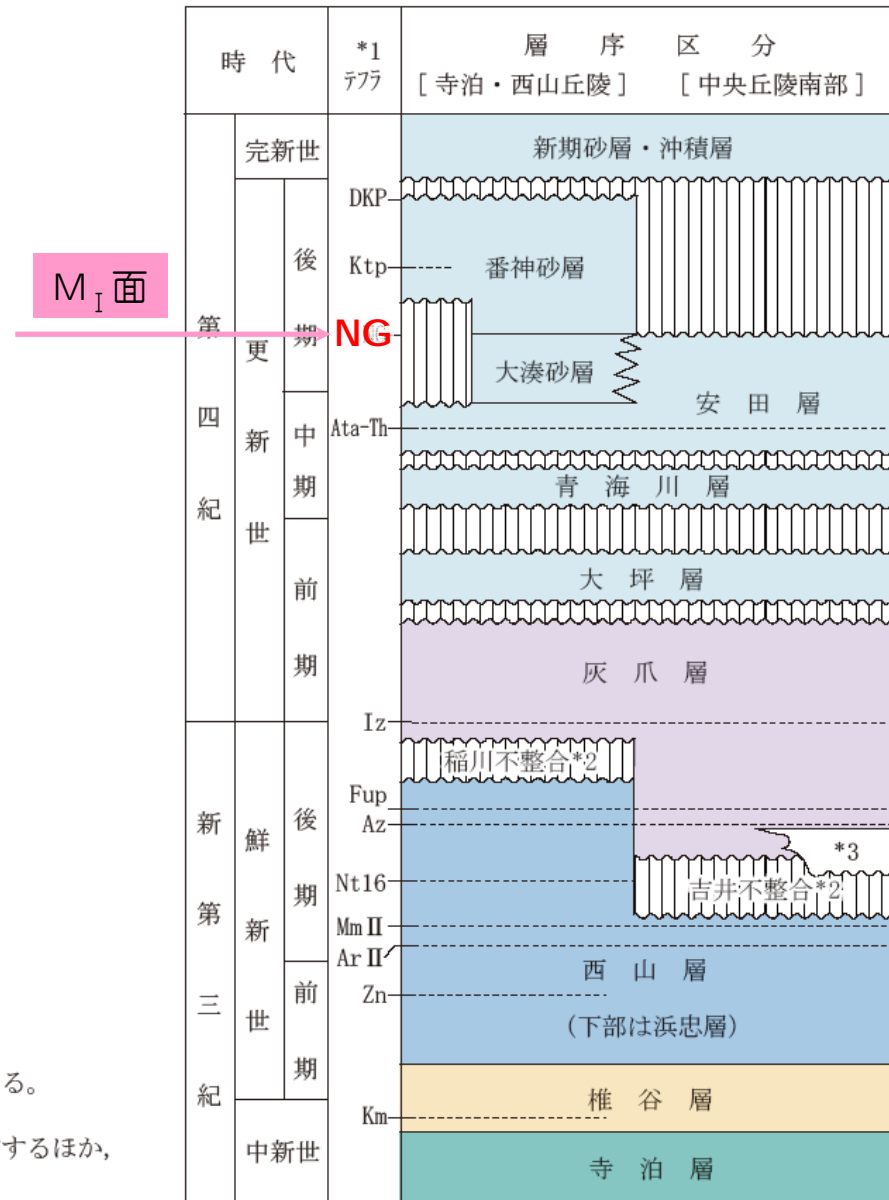 時代
*1
テフラ
層序区分
[寺泊・西山丘陵] [中央丘陵南部]
第四紀
完新世
更新世
後期
中期
前期
新第三紀
鮮新世
後期
前期
中新世
MI面
DKP
Ktp
NG
Ata-Th
Iz
Fup
Az
Nt16
MmⅡ
ArⅡ
Zn
Km
新期砂層・沖積層
番神砂層
大湊砂層
安田層
青海川層
大坪層
灰爪層
稲川不整合*2
*3
吉井不整合*2
西山層
(下部は浜忠層)
椎谷層
寺泊層
る。
するほか,